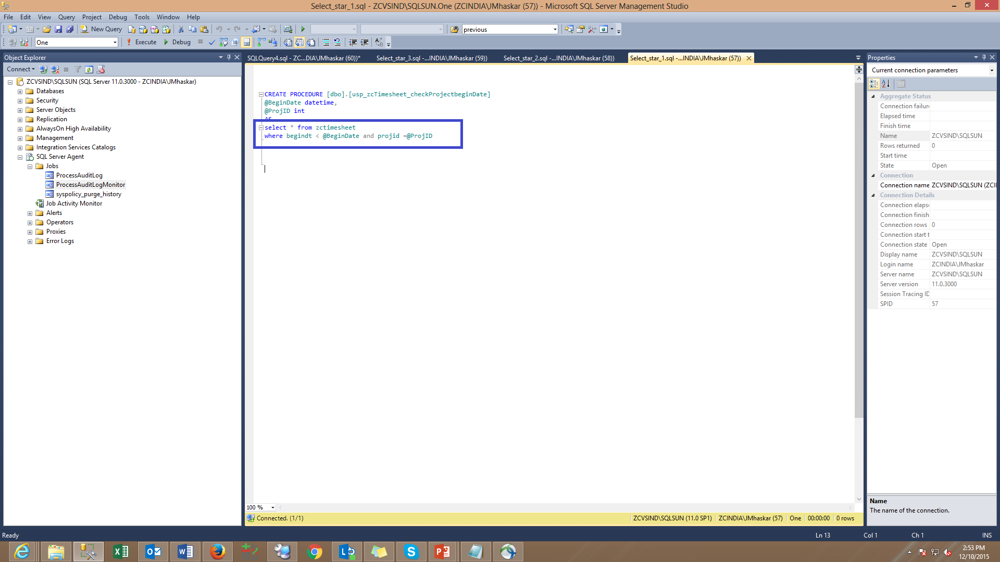 Select_star_1.sql - ZCVSIND\SQLSUN.One (ZCINDIA\JMhaskar (57)) - Microsoft SQL Server Management Studio
File Edit View Query Project Debug Tools Window Help
New Query previous
One Execute Debug
Object Explorer
Connect
ZCVSIND\SQLSUN (SQL Server 11.0.3000 - ZCINDIA\JMhaskar)
Databases
Security
Server Objects
Replication
AlwaysOn High Availability
Management
Integration Services Catalogs
SQL Server Agent
Jobs
ProcessAuditLog
ProcessAuditLogMonitor
syspolicy_purge_history
Job Activity Monitor
Alerts
Operators
Proxies
Error Logs
SQLQuery4.sql - ZC...DIA\JMhaskar (60))* Select_star_3.sql -...INDIA\JMhaskar (59)) Select_star_2.sql -...INDIA\JMhaskar (58)) Select_star_1.sql -...INDIA\JMhaskar (57))
CREATE PROCEDURE [dbo].[usp_zcTimesheet_checkProjectbeginDate]
@BeginDate datetime,
@ProjID int
AS
select * from zctimesheet
where begindt < @BeginDate and projid =@ProjID
100 %
Connected. (1/1) ZCVSIND\SQLSUN (11.0 SP1) ZCINDIA\JMhaskar (57) One 00:00:00 0 rows
Properties
Current connection parameters
Aggregate Status
Connection failur
Elapsed time
Finish time
Name ZCVSIND\SQLSUN
Rows returned 0
Start time
State Open
Connection
Connection name ZCVSIND\SQLSUN (ZCI
Connection Details
Connection elaps
Connection finish
Connection rows 0
Connection start t
Connection state Open
Display name ZCVSIND\SQLSUN
Login name ZCINDIA\JMhaskar
Server name ZCVSIND\SQLSUN
Server version 11.0.3000
Session Tracing ID
SPID 57
Name
The name of the connection.
Ready Ln 13 Col 1 Ch 1 INS
2:53 PM
12/10/2015